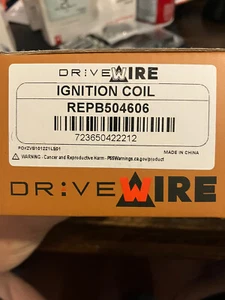 DRIVEWIRE
IGNITION COIL
REPB504606
723650422212
MADE IN CHINA
WARNING - Cancer and Reproductive Harm - P65Warnings.ca.gov/product
DRIVEWIRE